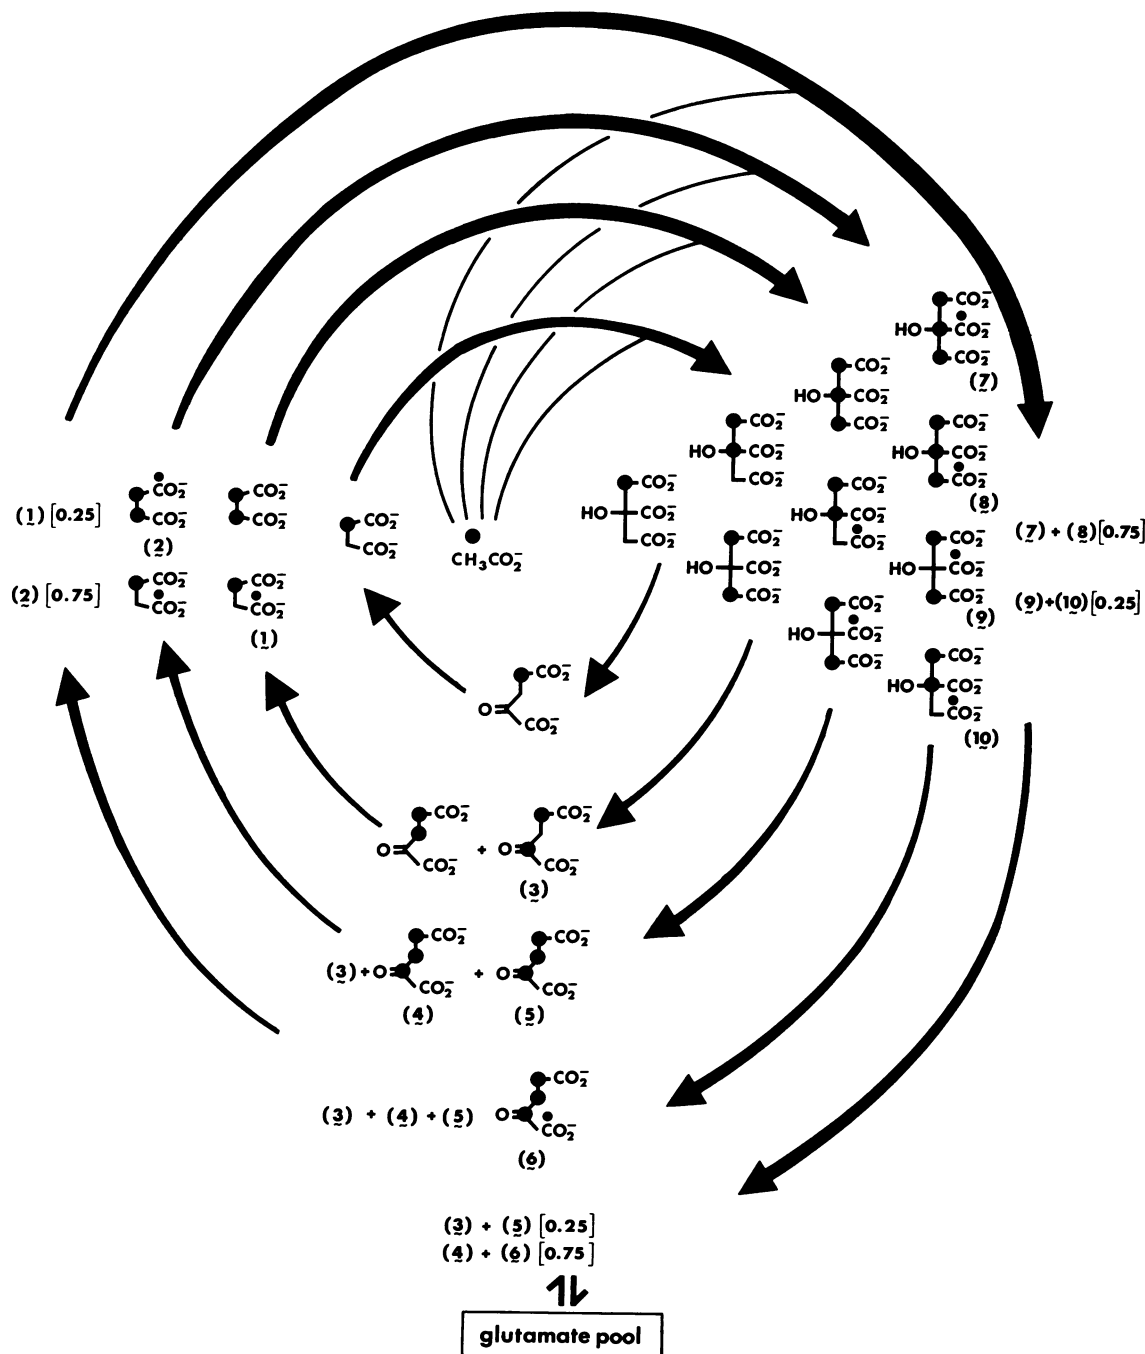 CO₂⁻
HO CO₂⁻
CO₂⁻
(7)
CO₂⁻
HO CO₂⁻
CO₂⁻
CO₂⁻
HO CO₂⁻
CO₂⁻
CO₂⁻
HO CO₂⁻
CO₂⁻
(8)
CO₂⁻
HO CO₂⁻
CO₂⁻
(1) [0.25]
CO₂⁻
CO₂⁻
(2)
CO₂⁻
CO₂⁻
CO₂⁻
CO₂⁻
CH₃CO₂⁻
CO₂⁻
HO CO₂⁻
CO₂⁻
(7) + (8) [0.75]
(2) [0.75]
CO₂⁻
CO₂⁻
CO₂⁻
CO₂⁻
(1)
CO₂⁻
HO CO₂⁻
CO₂⁻
CO₂⁻
HO CO₂⁻
CO₂⁻
(9)
(9)+(10) [0.25]
CO₂⁻
HO CO₂⁻
CO₂⁻
CO₂⁻
HO CO₂⁻
CO₂⁻
(10)
CO₂⁻
O CO₂⁻
CO₂⁻
O CO₂⁻
+
CO₂⁻
O CO₂⁻
(3)
(3) +
CO₂⁻
O CO₂⁻
(4)
+
CO₂⁻
O CO₂⁻
(5)
(3) + (4) + (5)
CO₂⁻
O CO₂⁻
(6)
(3) + (5) [0.25]
(4) + (6) [0.75]
glutamate pool